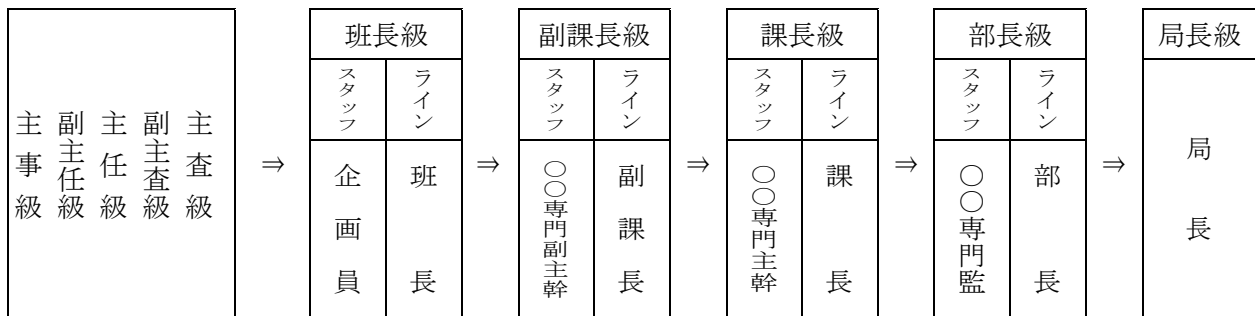 主事級
副主任級
主任級
副主査級
主査級
⇒
班長級
スタッフ
ライン
企画員
班長
⇒
副課長級
スタッフ
ライン
○○専門副主幹
副課長
⇒
課長級
スタッフ
ライン
○○専門主幹
課長
⇒
部長級
スタッフ
ライン
○○専門監
部長
⇒
局長級
局長